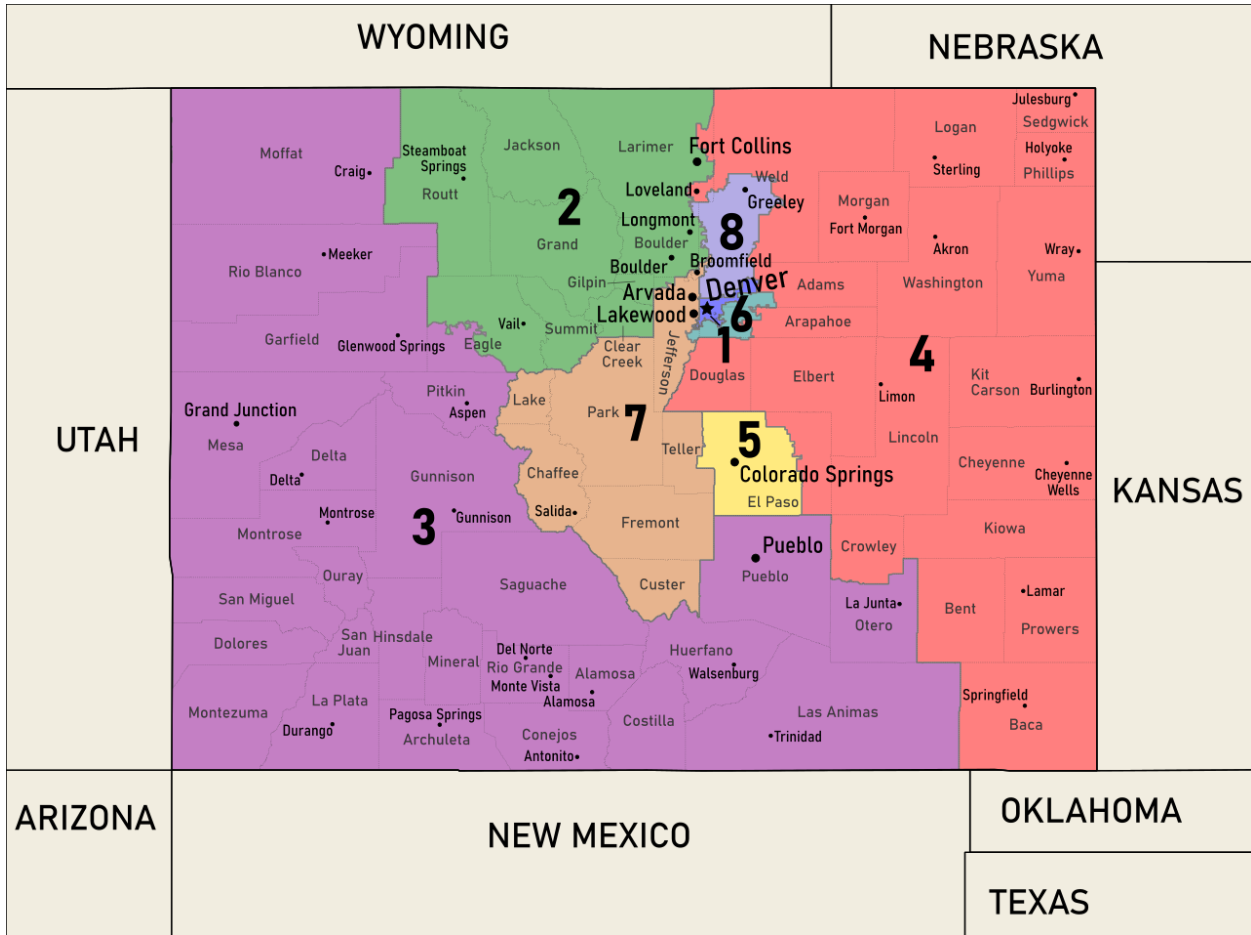 WYOMING
NEBRASKA
Julesburg
Sedgwick
Logan
Moffat
Jackson
Larimer
Fort Collins
Steamboat
Springs
Craig
Routt
Holyoke
Phillips
Sterling
Loveland
Weld
Greeley
Morgan
Fort Morgan
2
Longmont
8
Grand
Boulder
Akron
Wray
Meeker
Rio Blanco
Boulder
Broomfield
Gilpin
Denver
Adams
Washington
Yuma
Arvada
Lakewood
6
Arapahoe
Vail
Summit
Garfield
Glenwood Springs
Eagle
Clear
Creek
Jefferson
1
4
Douglas
Elbert
Kit
Carson
Burlington
Limon
Pitkin
Aspen
Lake
Park
7
Grand Junction
Mesa
UTAH
5
Lincoln
Teller
Delta
Delta
Gunnison
Chaffee
Colorado Springs
Cheyenne
Cheyenne
Wells
KANSAS
El Paso
Montrose
Montrose
3
Gunnison
Salida
Fremont
Kiowa
Pueblo
Pueblo
Crowley
Ouray
Saguache
Custer
San Miguel
La Junta
Otero
Bent
Lamar
Prowers
Dolores
San
Juan
Hinsdale
Mineral
Del Norte
Rio Grande
Monte Vista
Alamosa
Alamosa
Huerfano
Walsenburg
Montezuma
La Plata
Durango
Pagosa Springs
Archuleta
Conejos
Antonito
Costilla
Las Animas
Trinidad
Springfield
Baca
ARIZONA
NEW MEXICO
OKLAHOMA
TEXAS